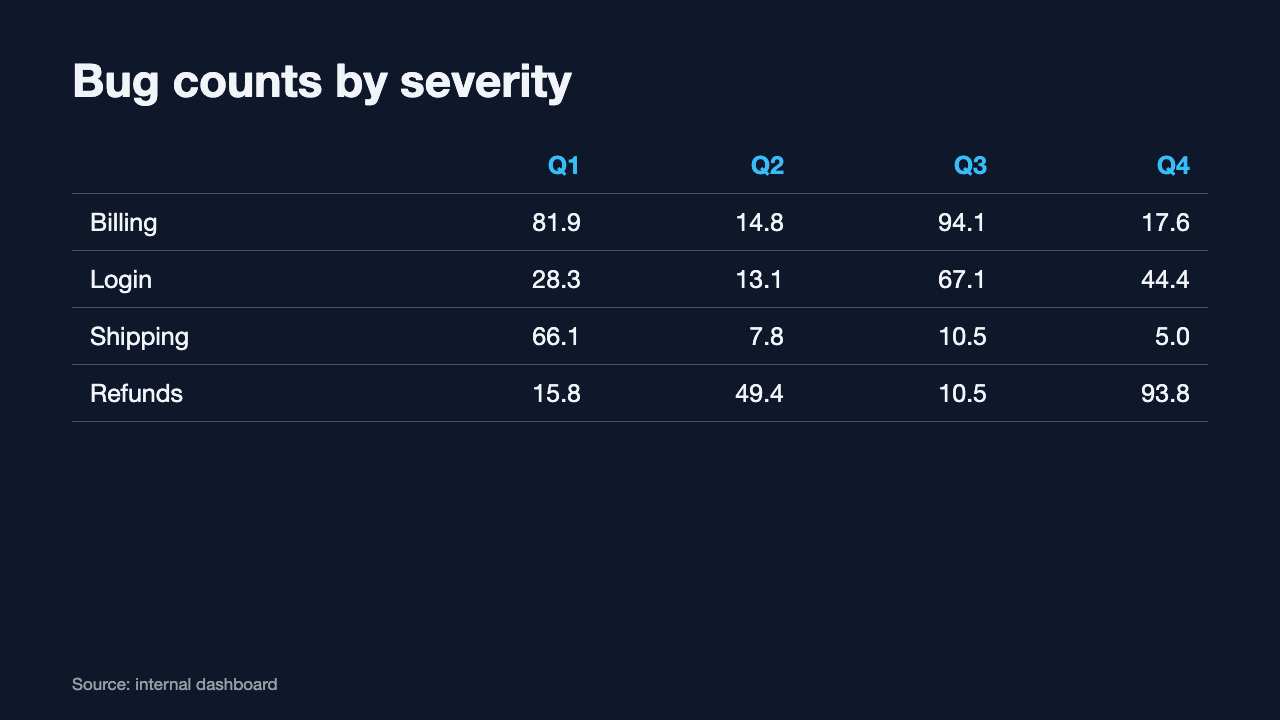 Bug counts by severity
Q1 Q2 Q3 Q4
Billing 81.9 14.8 94.1 17.6
Login 28.3 13.1 67.1 44.4
Shipping 66.1 7.8 10.5 5.0
Refunds 15.8 49.4 10.5 93.8
Source: internal dashboard